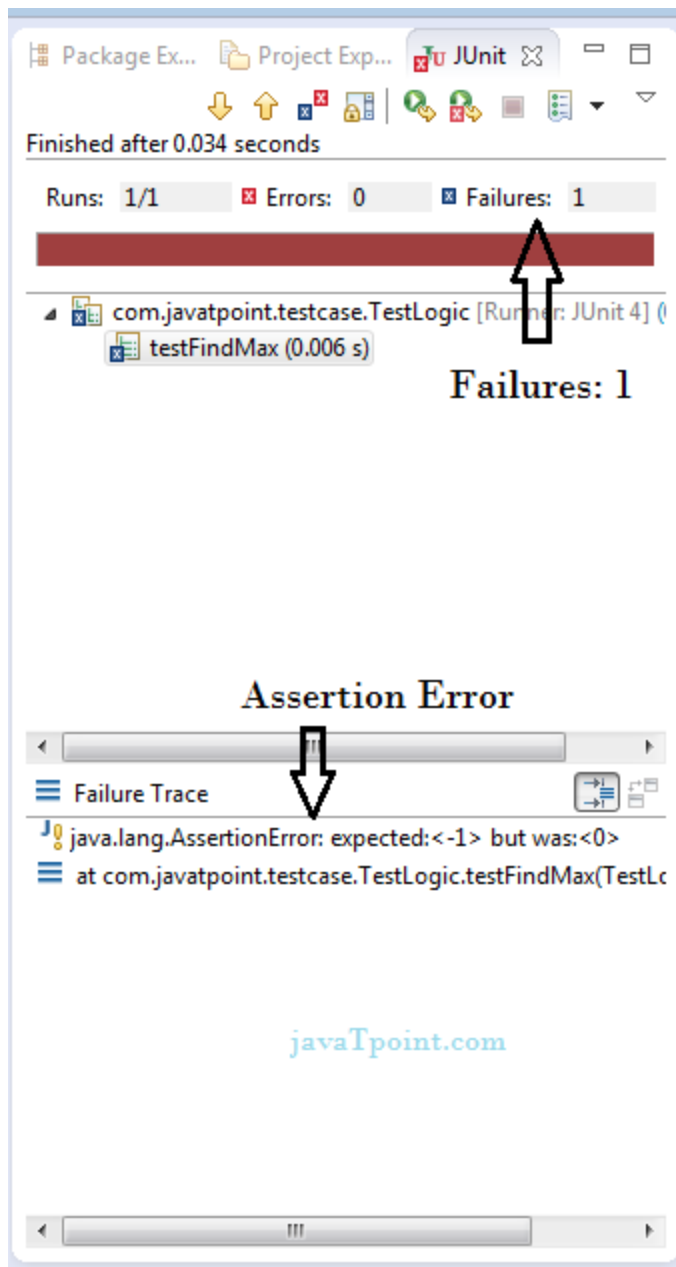 Package Ex... Project Exp... JUnit
Finished after 0.034 seconds
Runs: 1/1 Errors: 0 Failures: 1
com.javatpoint.testcase.TestLogic [Runner: JUnit 4] (
testFindMax (0.006 s)
Failures: 1
Assertion Error
Failure Trace
java.lang.AssertionError: expected:<-1> but was:<0>
at com.javatpoint.testcase.TestLogic.testFindMax(TestLo
javaTpoint.com